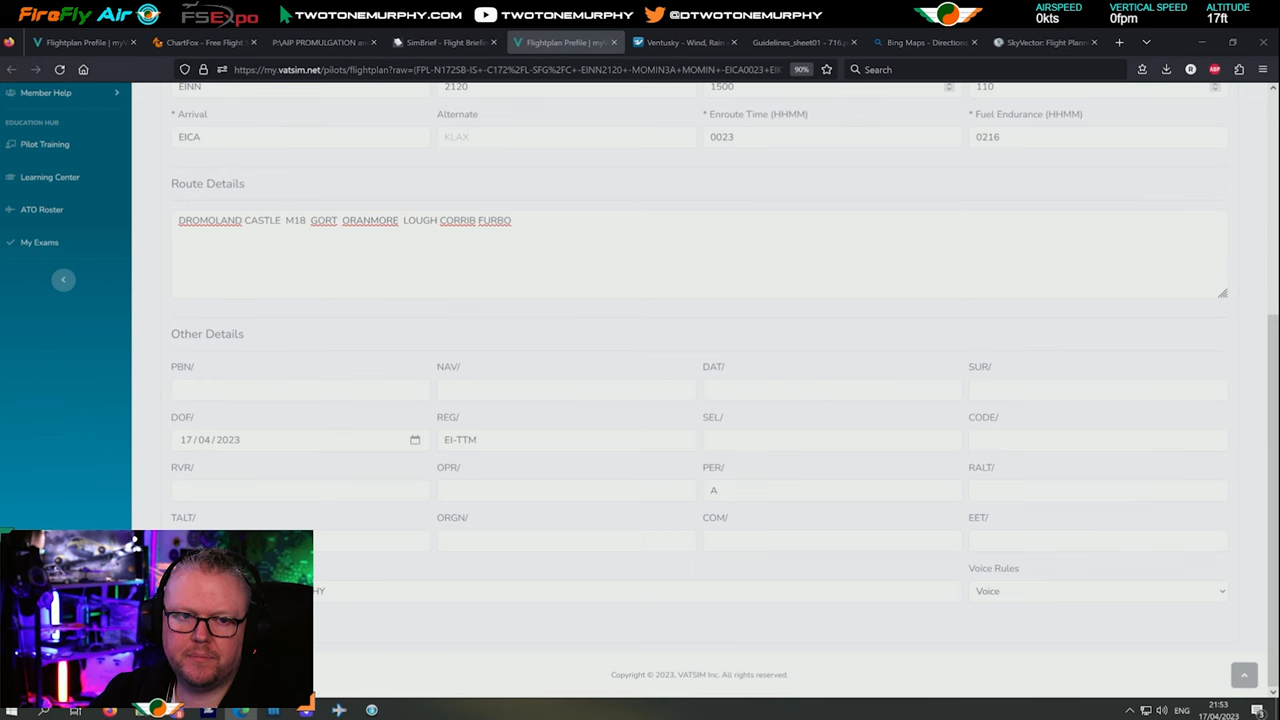 FireFly Air
FSExpo
TWOTONEMURPHY.COM
TWOTONEMURPHY.COM
@DTWOTONEMURPHY
AIRSPEED
0kts
VERTICAL SPEED
0fpm
ALTITUDE
17ft
Flightplan Prefile | myV
ChartFox - Free Flight S
P:\AIP PROMULGATION an
SimBrief - Flight Briefin
Flightplan Prefile | myV
Ventusky - Wind, Rain
Guidelines_sheet01 - 716.p
Bing Maps - Directions
SkyVector: Flight Plannin
https://my.vatsim.net/pilots/flightplan?raw=(FPL-N172SB-IS+-C172%2FL-SFG%2FC+-EINN2120+-MOMIN3A+MOMIN+-EICA0023+EI
90%
Search
Member Help
EDUCATION HUB
Pilot Training
Learning Center
ATO Roster
My Exams
EINN
2120
1500
110
* Arrival
Alternate
* Enroute Time (HHMM)
* Fuel Endurance (HHMM)
EICA
KLAX
0023
0216
Route Details
DROMOLAND CASTLE M18 GORT ORANMORE LOUGH CORRIB FURBO
Other Details
PBN/
NAV/
DAT/
SUR/
DOF/
REG/
SEL/
CODE/
17/04/2023
EI-TTM
RVR/
OPR/
PER/
RALT/
A
TALT/
ORGN/
COM/
EET/
Voice Rules
HY
Voice
Copyright © 2023, VATSIM Inc. All rights reserved.
ENG
21:53
17/04/2023